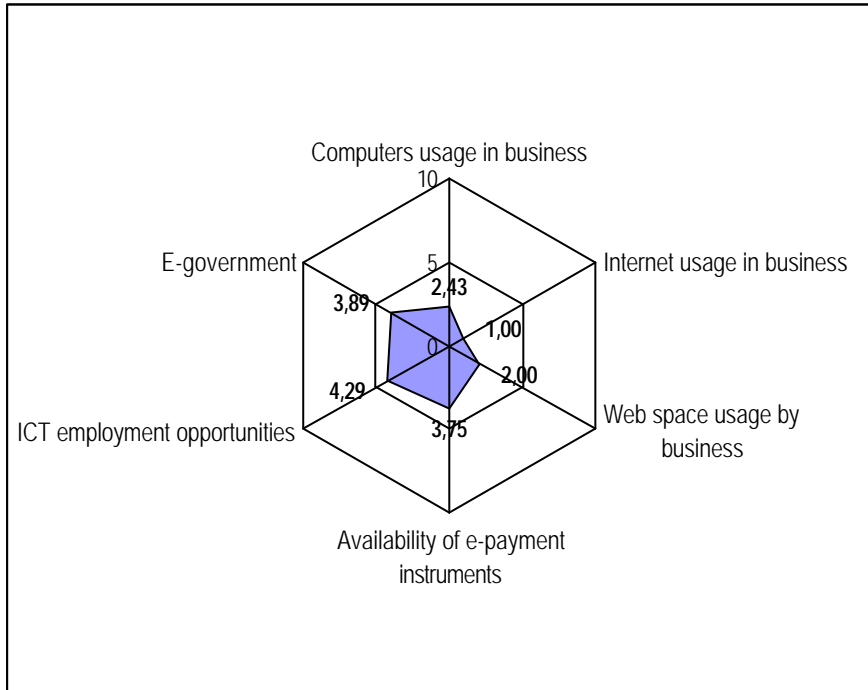 Computers usage in business
10
E-government
5
Internet usage in business
2,43
3,89
1,00
0
2,00
4,29
ICT employment opportunities
3,75
Web space usage by
business
Availability of e-payment
instruments